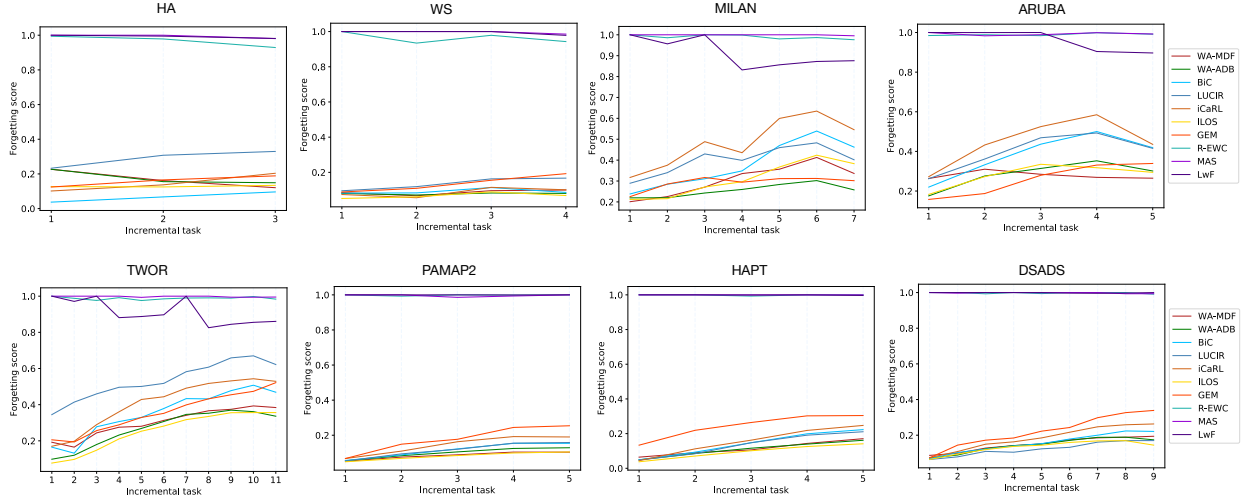 HA
WS
MILAN
ARUBA
Forgetting score
1.0
0.8
0.6
0.4
0.2
0.0
1
2
3
Incremental task
Forgetting score
1.0
0.8
0.6
0.4
0.2
1
2
3
4
Incremental task
Forgetting score
1.0
0.9
0.8
0.7
0.6
0.5
0.4
0.3
0.2
1
2
3
4
5
6
7
Incremental task
Forgetting score
1.0
0.8
0.6
0.4
0.2
1
2
3
4
5
Incremental task
WA-MDF
WA-ADB
BiC
LUCIR
iCaRL
ILOS
GEM
R-EWC
MAS
LwF
TWOR
PAMAP2
HAPT
DSADS
Forgetting score
1.0
0.8
0.6
0.4
0.2
1
2
3
4
5
6
7
8
9
10
11
Incremental task
Forgetting score
1.0
0.8
0.6
0.4
0.2
1
2
3
4
5
Incremental task
Forgetting score
1.0
0.8
0.6
0.4
0.2
0.0
1
2
3
4
5
Incremental task
Forgetting score
1.0
0.8
0.6
0.4
0.2
1
2
3
4
5
6
7
8
9
Incremental task
WA-MDF
WA-ADB
BiC
LUCIR
iCaRL
ILOS
GEM
R-EWC
MAS
LwF